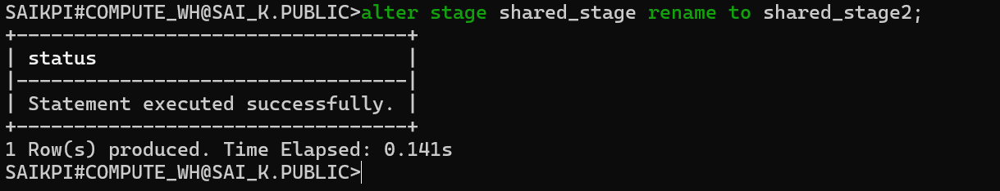 SAIKPI#COMPUTE_WH@SAI_K.PUBLIC>alter stage shared_stage rename to shared_stage2;
+----------------------------------+
| status                           |
|----------------------------------|
| Statement executed successfully. |
+----------------------------------+
1 Row(s) produced. Time Elapsed: 0.141s
SAIKPI#COMPUTE_WH@SAI_K.PUBLIC>